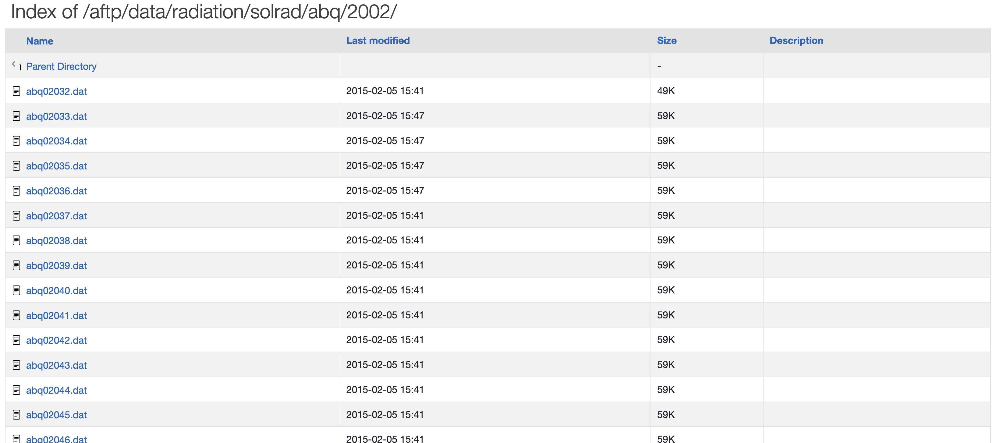 Index of /aftp/data/radiation/solrad/abq/2002/
Name Last modified Size Description
Parent Directory -
abq02032.dat 2015-02-05 15:41 49K
abq02033.dat 2015-02-05 15:47 59K
abq02034.dat 2015-02-05 15:47 59K
abq02035.dat 2015-02-05 15:47 59K
abq02036.dat 2015-02-05 15:47 59K
abq02037.dat 2015-02-05 15:41 59K
abq02038.dat 2015-02-05 15:41 59K
abq02039.dat 2015-02-05 15:41 59K
abq02040.dat 2015-02-05 15:41 59K
abq02041.dat 2015-02-05 15:41 59K
abq02042.dat 2015-02-05 15:41 59K
abq02043.dat 2015-02-05 15:41 59K
abq02044.dat 2015-02-05 15:41 59K
abq02045.dat 2015-02-05 15:41 59K
abq02046.dat 2015-02-05 15:41 59K